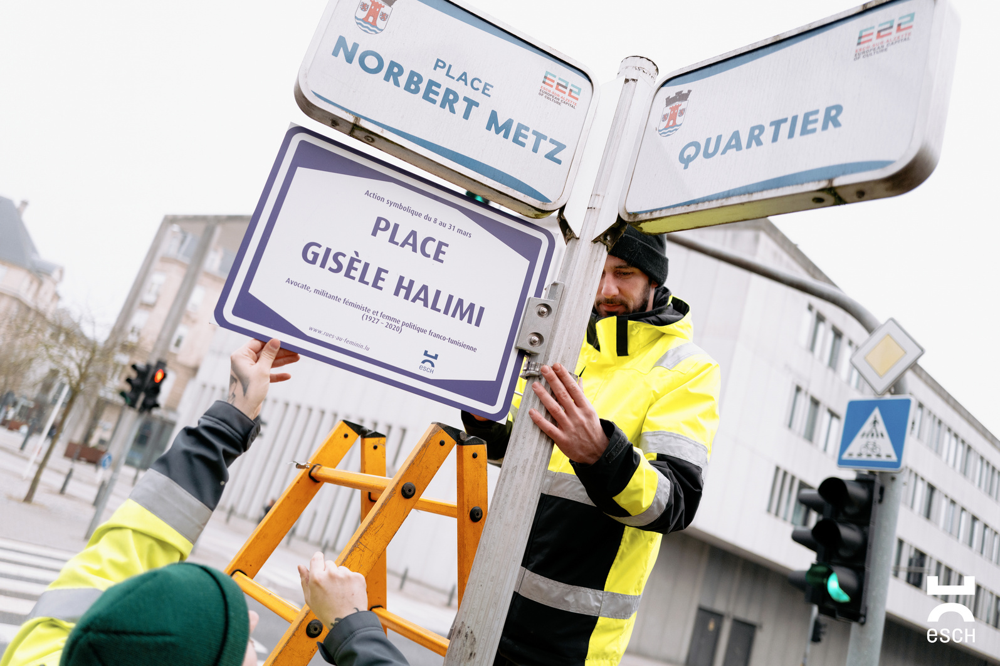 PLACE
NORBERT METZ
E22
ESCH-SUR-ALZETTE
EUROPEAN CAPITAL
OF CULTURE
QUARTIER
E22
ESCH-SUR-ALZETTE
EUROPEAN CAPITAL
OF CULTURE
Action symbolique du 8 au 31 mars
PLACE
GISÈLE HALIMI
Avocate, militante féministe et femme politique franco-tunisienne
(1927 – 2020)
www.rues-au-feminin.lu
esch
esch